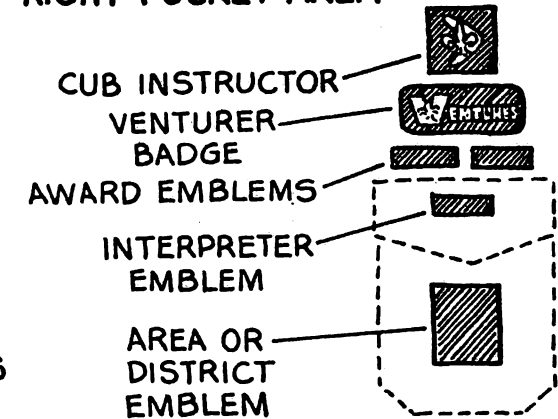 RIGHT POCKET AREA
CUB INSTRUCTOR
VENTURER
BADGE
AWARD EMBLEMS
INTERPRETER
EMBLEM
AREA OR
DISTRICT
EMBLEM